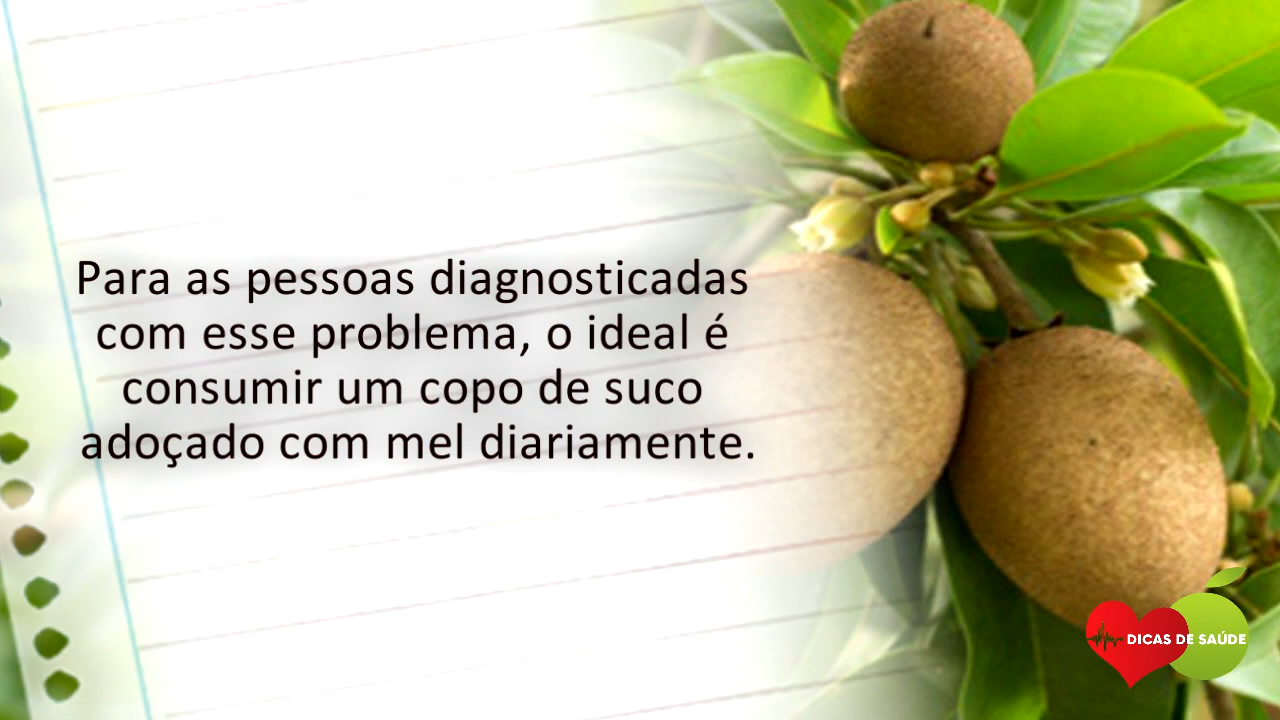 Para as pessoas diagnosticadas
com esse problema, o ideal é
consumir um copo de suco
adoçado com mel diariamente.
DICAS DE SAÚDE